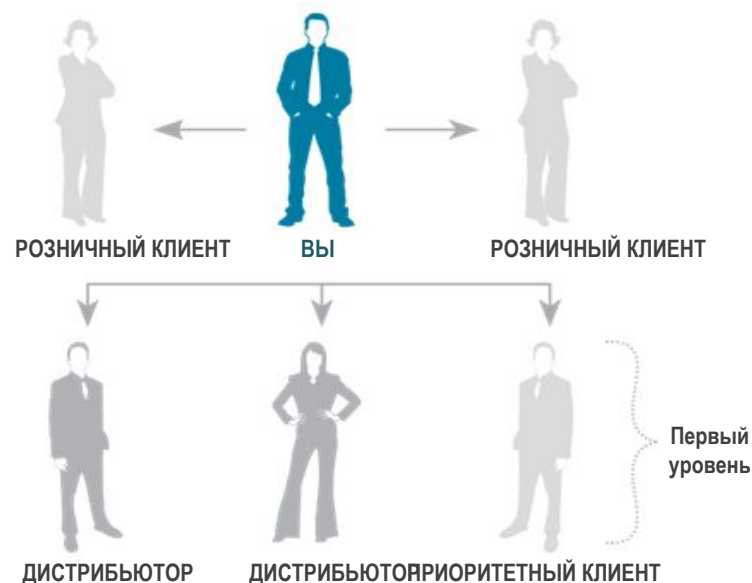 РОЗНИЧНЫЙ КЛИЕНТ ВЫ РОЗНИЧНЫЙ КЛИЕНТ
Первый
уровень
ДИСТРИБЬЮТОР ДИСТРИБЬЮТОР ПРИОРИТЕТНЫЙ КЛИЕНТ